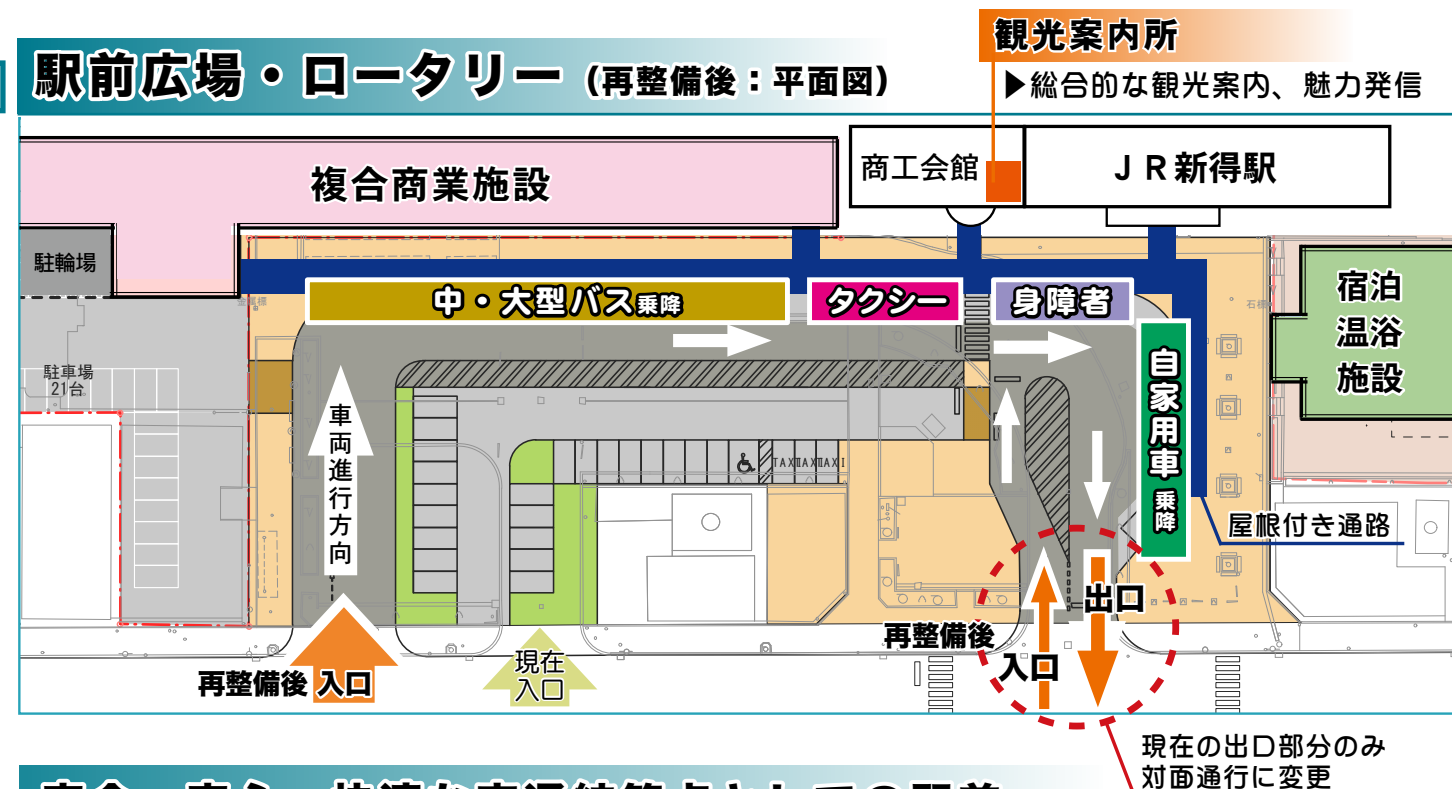 観光案内所
▶総合的な観光案内、魅力発信
駅前広場・ロータリー（再整備後：平面図）
複合商業施設
商工会館
ＪＲ新得駅
駐輪場
中・大型バス乗降
タクシー
身障者
宿泊
温浴
施設
駐車場
21台
車両進行方向
自家用車乗降
TAXI TAXI TAXI
屋根付き通路
再整備後 入口
現在
入口
再整備後
入口
出口
現在の出口部分のみ
対面通行に変更